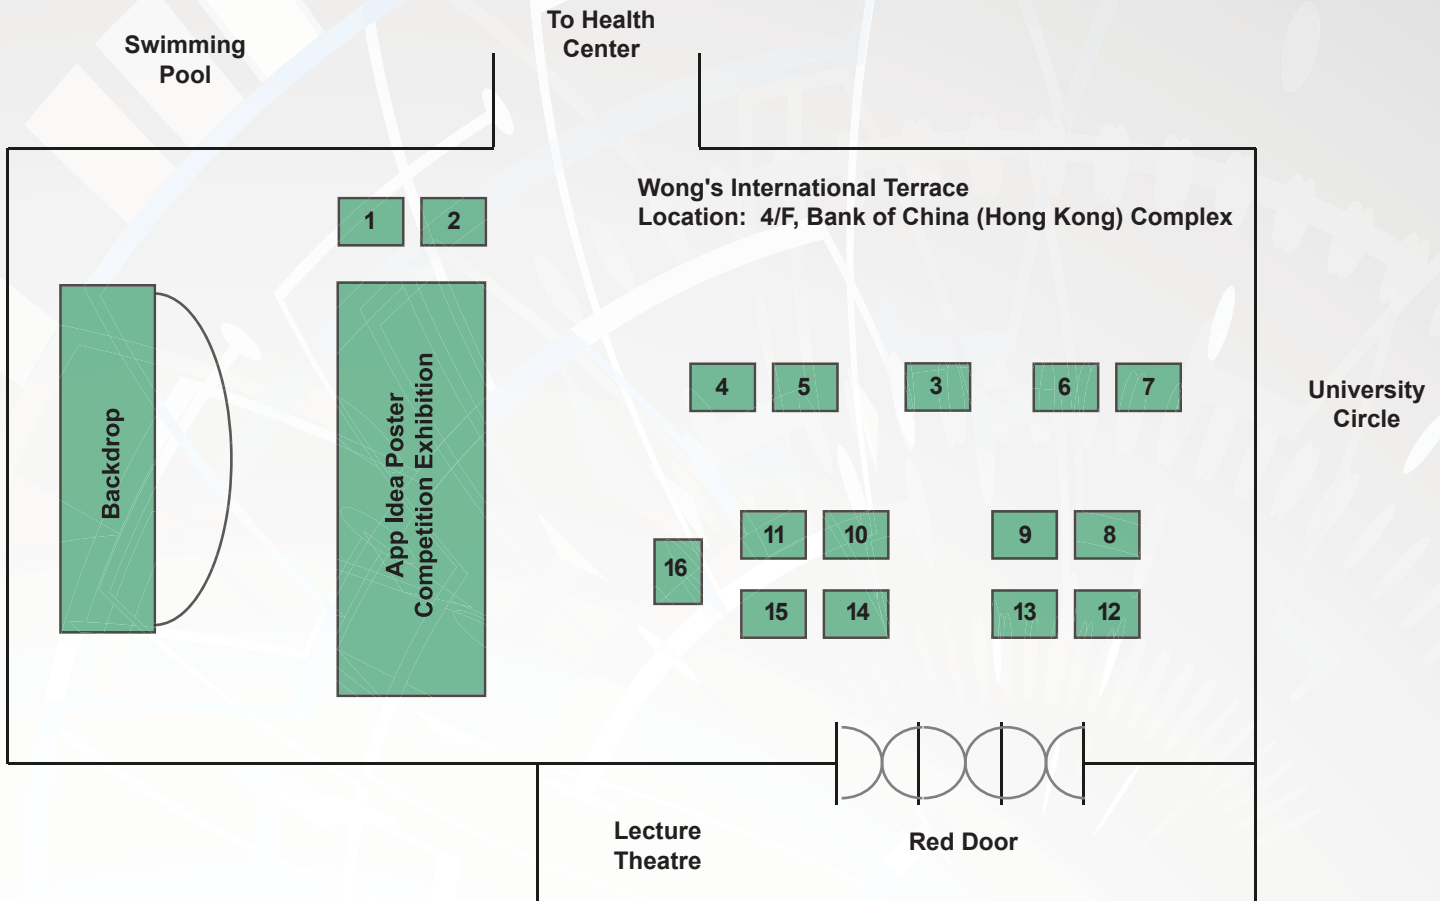 To Health
Center
Swimming
Pool
Wong's International Terrace
Location: 4/F, Bank of China (Hong Kong) Complex
1
2
Backdrop
App Idea Poster
Competition Exhibition
4
5
3
6
7
University
Circle
11
10
9
8
16
15
14
13
12
Lecture
Theatre
Red Door